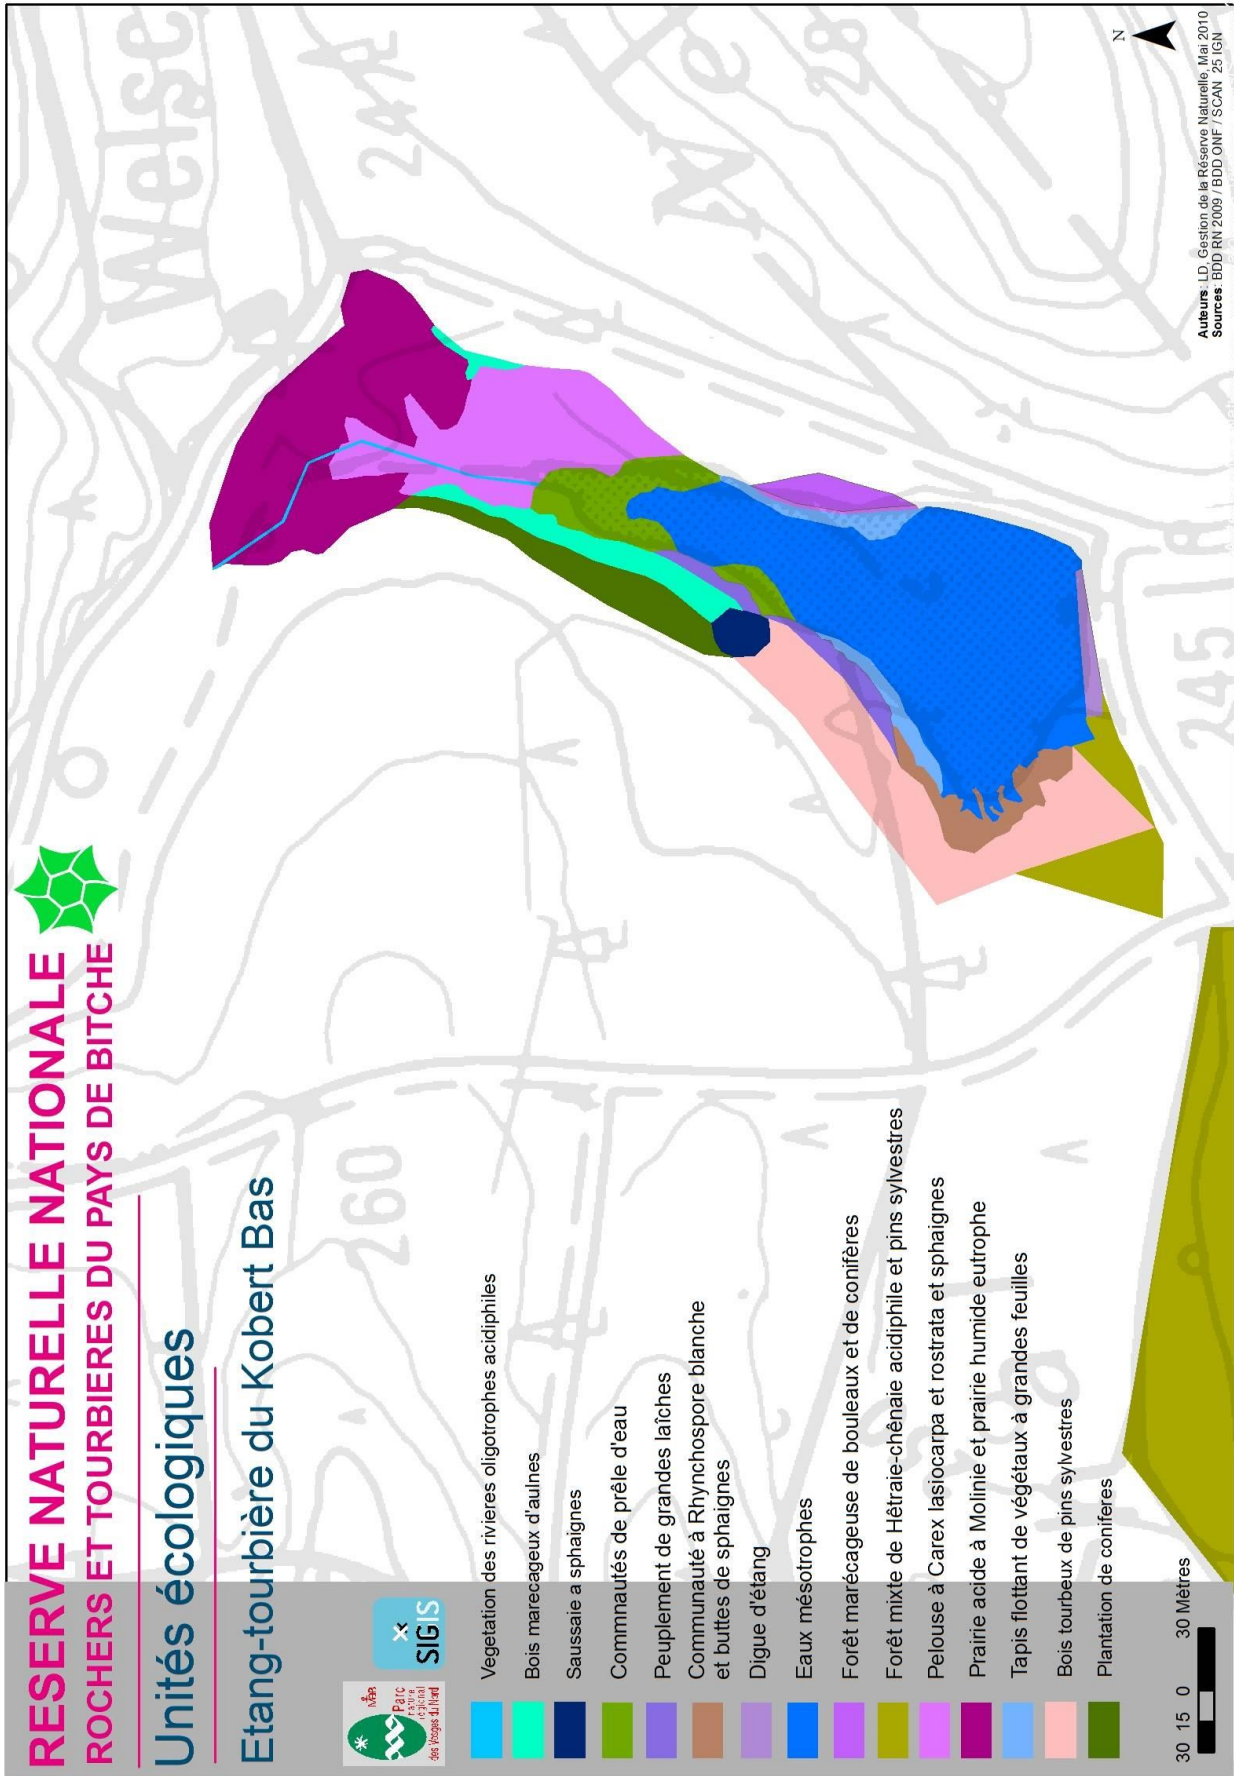 RESERVE NATURELLE NATIONALE
ROCHERS ET TOURBIERES DU PAYS DE BITCHE
Unités écologiques
Etang-tourbière du Kobert Bas
MAB
Parc
naturel
régional
des Vosges du Nord
SIGIS
Vegetation des rivieres oligotrophes acidiphiles
Bois marecageux d'aulnes
Saussaie a sphaignes
Commnautés de prêle d'eau
Peuplement de grandes laîches
Communauté à Rhynchospore blanche
et buttes de sphaignes
Digue d'étang
Eaux mésotrophes
Forêt marécageuse de bouleaux et de conifères
Forêt mixte de Hêtraie-chênaie acidiphile et pins sylvestres
Pelouse à Carex lasiocarpa et rostrata et sphaignes
Prairie acide à Molinie et prairie humide eutrophe
Tapis flottant de végétaux à grandes feuilles
Bois tourbeux de pins sylvestres
Plantation de coniferes
30 15 0 30 Mètres
260
Welse
241
28
245
N
Auteurs: LD, Gestion de la Réserve Naturelle, Mai 2010
Sources: BDD RN 2009 / BDD ONF / SCAN 25 IGN